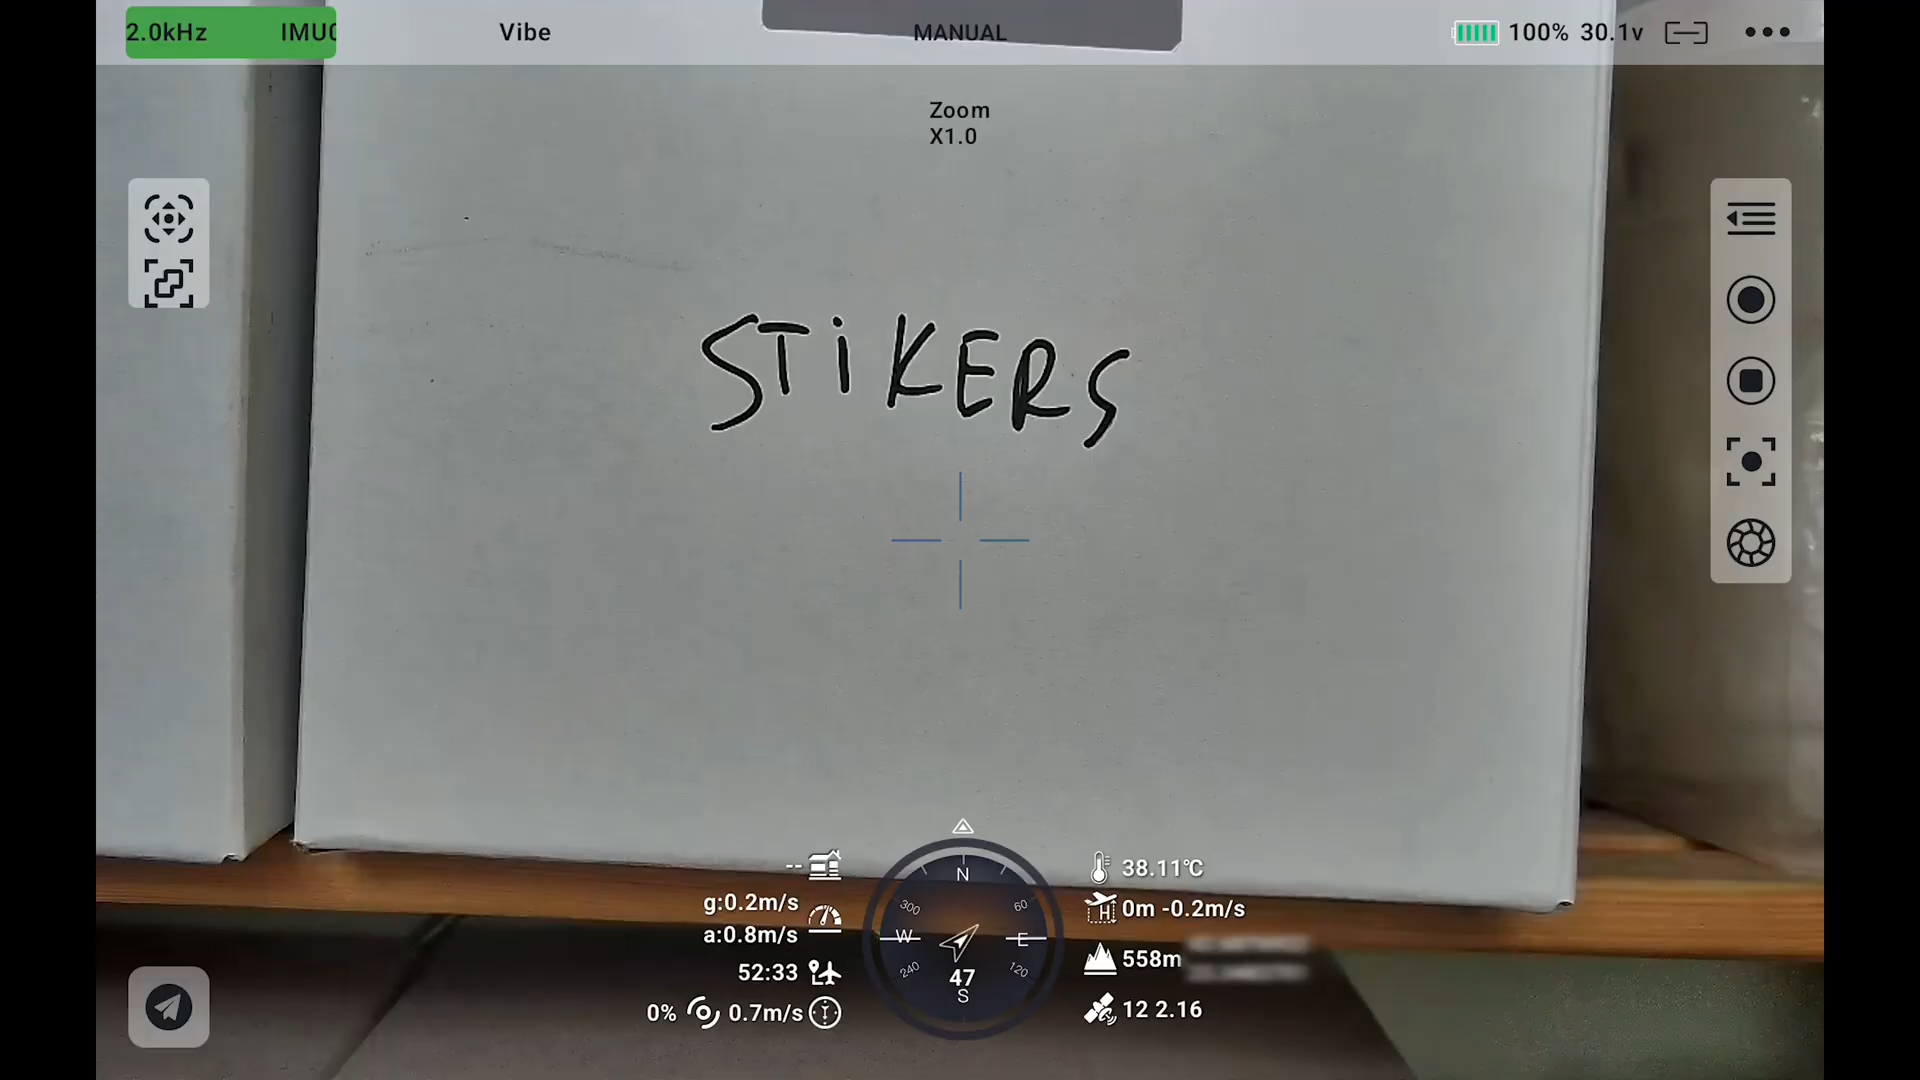 2.0kHz IMU0 Vibe MANUAL 100% 30.1v
Zoom
X1.0
STiKERS
-- 38.11℃
g:0.2m/s 0m -0.2m/s
a:0.8m/s
52:33 558m
0% 0.7m/s 12 2.16
N
300 60
W E
240 120
47
S
H